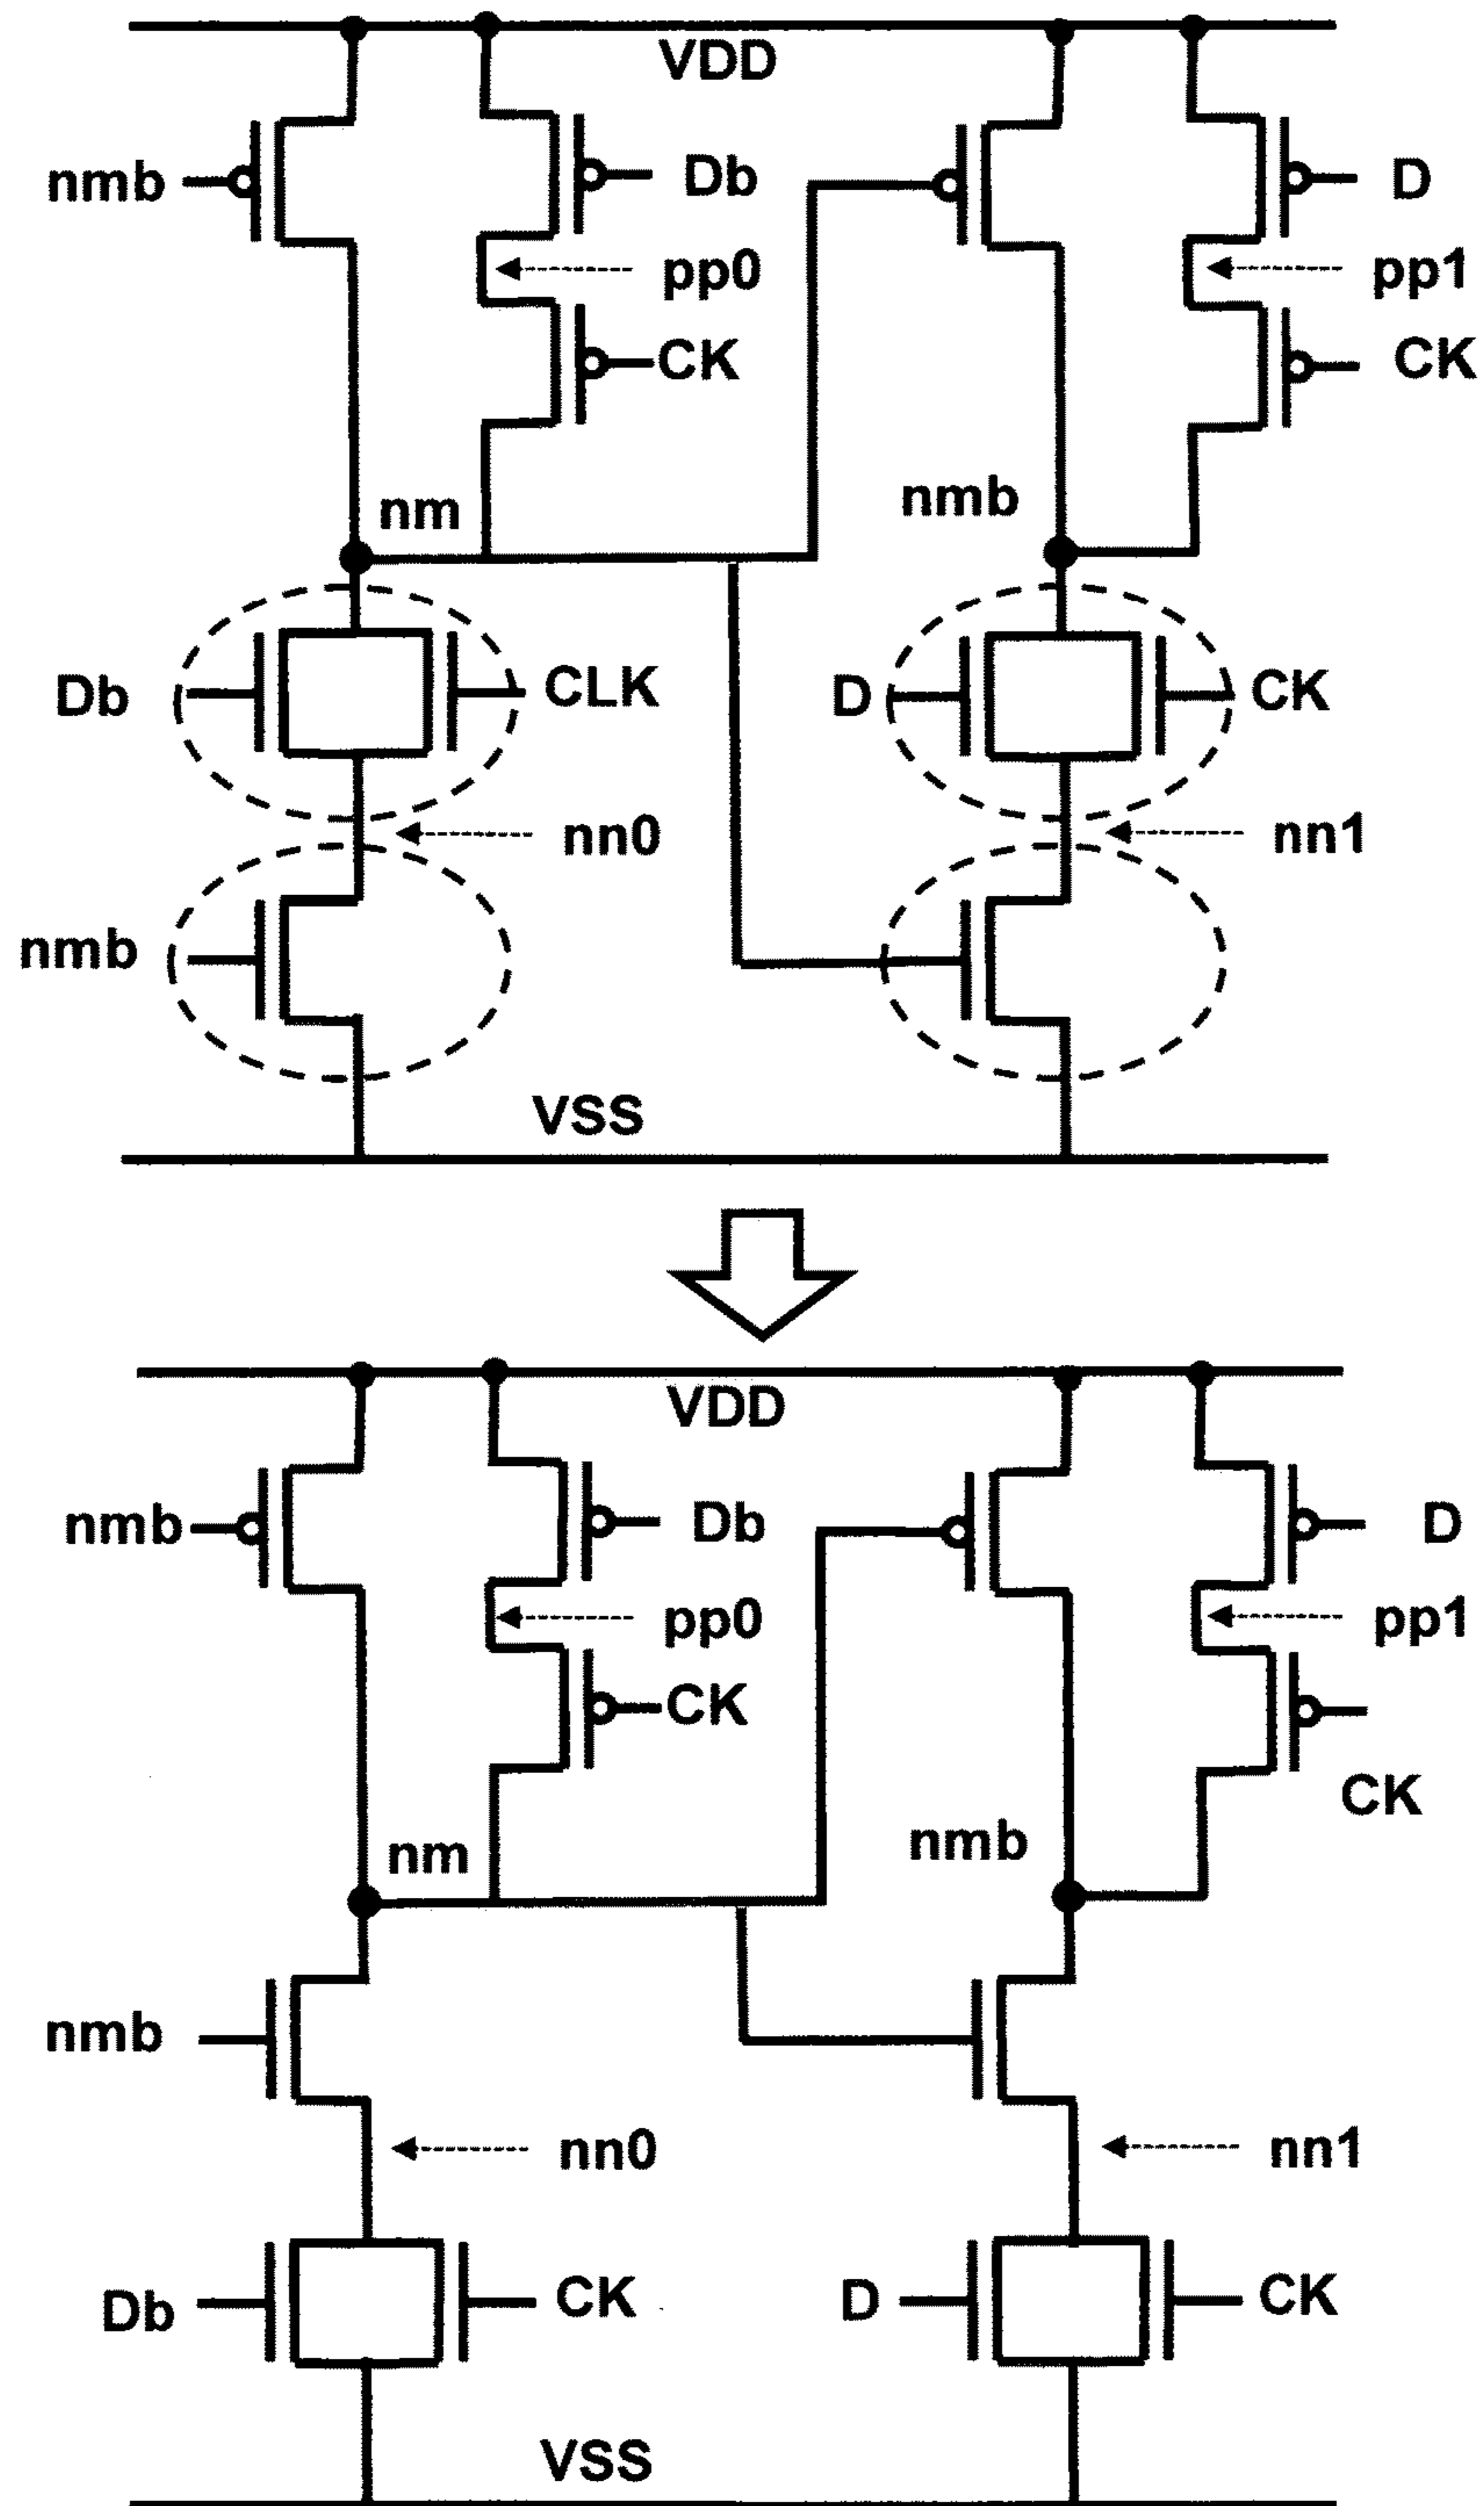 VDD
nmb Db D
pp0 pp1
CK CK
nm nmb
Db CLK D CK
nn0 nn1
nmb
VSS
VDD
nmb Db D
pp0 pp1
CK
CK
nm nmb
nmb
nn0 nn1
Db CK D CK
VSS